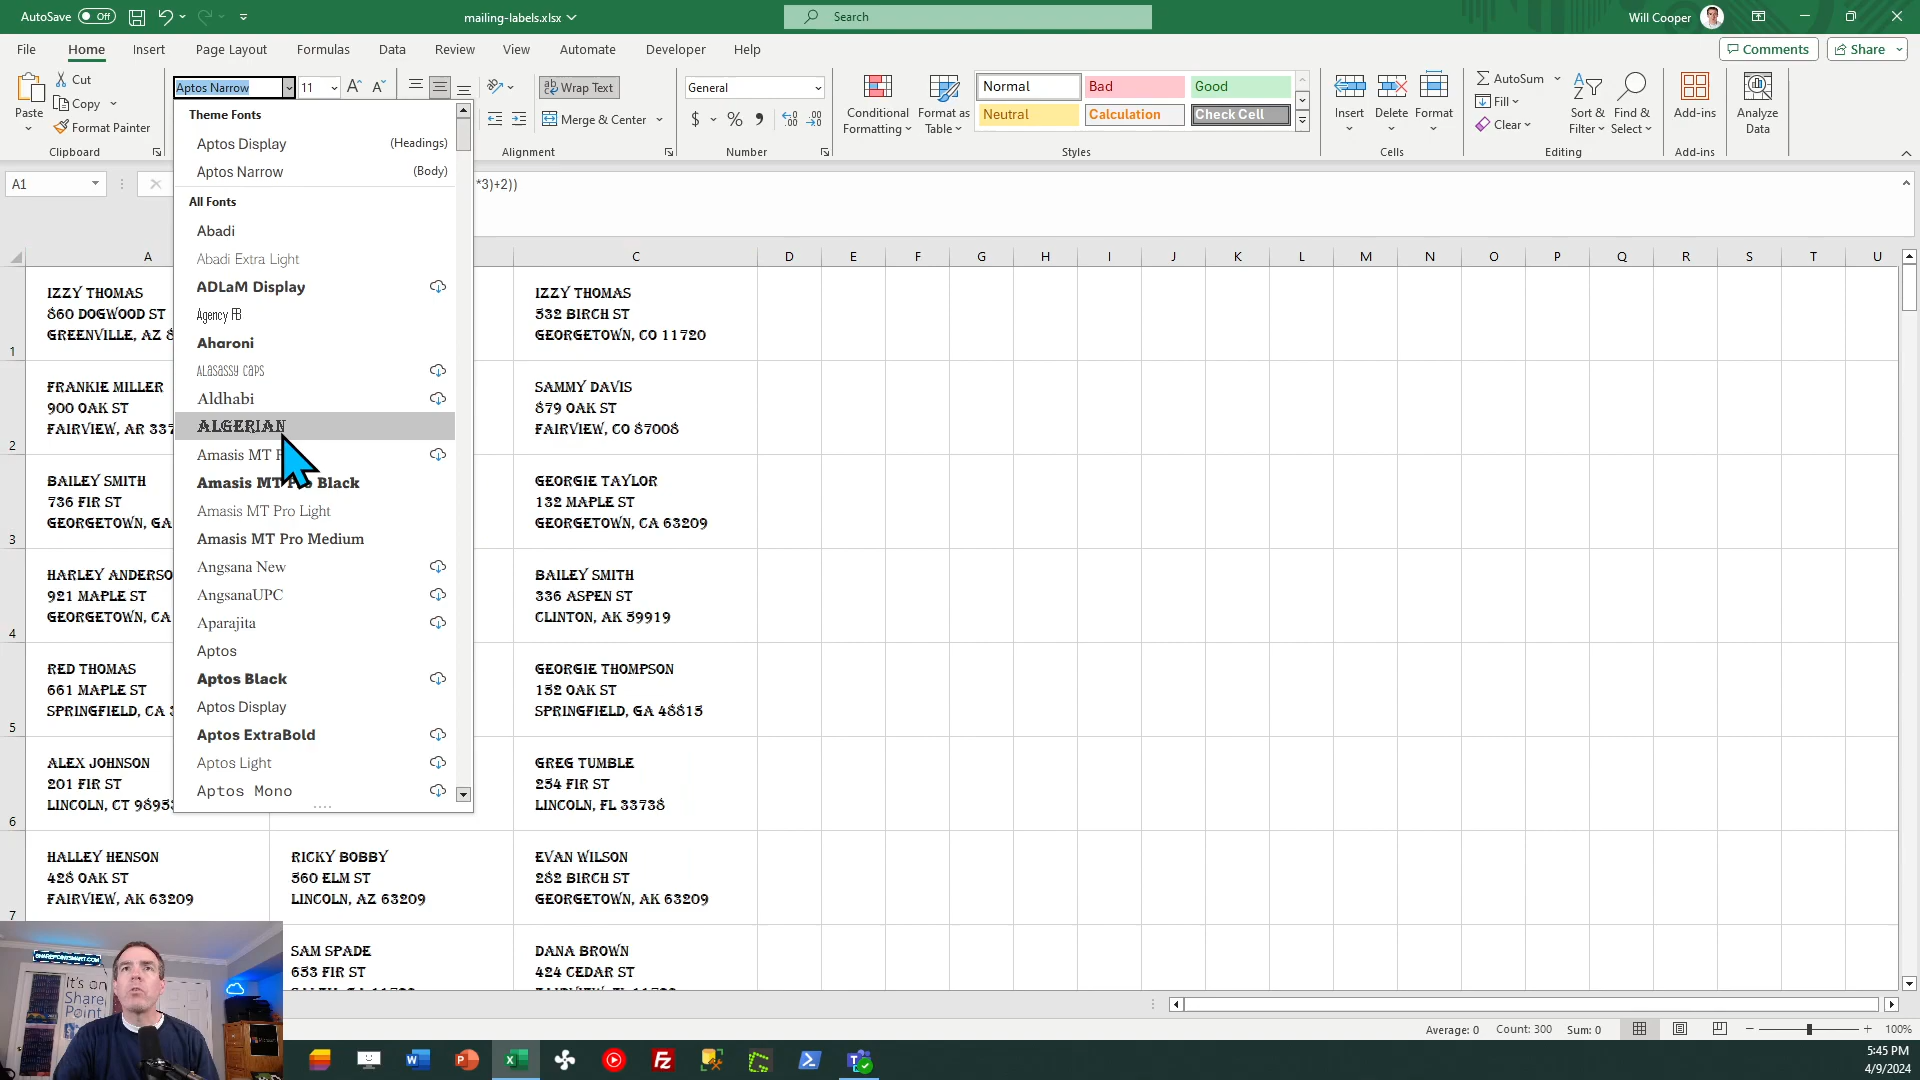 AutoSave Off
mailing-labels.xlsx
Search
Will Cooper
File Home Insert Page Layout Formulas Data Review View Automate Developer Help
Comments Share
Paste
Cut
Copy
Format Painter
Clipboard
Aptos Narrow
11
Wrap Text
Merge & Center
Alignment
General
$ % 9
Number
Conditional Formatting
Format as Table
Normal Bad Good
Neutral Calculation Check Cell
Styles
Insert Delete Format
Cells
AutoSum
Fill
Clear
Sort & Filter
Find & Select
Editing
Add-ins
Add-ins
Analyze Data
A1
*3)+2))
Theme Fonts
Aptos Display (Headings)
Aptos Narrow (Body)
All Fonts
Abadi
Abadi Extra Light
ADLaM Display
Agency FB
Aharoni
ALASASSY CAPS
Aldhabi
ALGERIAN
Amasis MT P
Amasis MT Pro Black
Amasis MT Pro Light
Amasis MT Pro Medium
Angsana New
AngsanaUPC
Aparajita
Aptos
Aptos Black
Aptos Display
Aptos ExtraBold
Aptos Light
Aptos Mono
A C D E F G H I J K L M N O P Q R S T U
1
IZZY THOMAS
860 DOGWOOD ST
GREENVILLE, AZ 8
IZZY THOMAS
532 BIRCH ST
GEORGETOWN, CO 11720
2
FRANKIE MILLER
900 OAK ST
FAIRVIEW, AR 337
SAMMY DAVIS
879 OAK ST
FAIRVIEW, CO 87008
3
BAILEY SMITH
736 FIR ST
GEORGETOWN, GA
GEORGIE TAYLOR
132 MAPLE ST
GEORGETOWN, CA 63209
4
HARLEY ANDERSO
921 MAPLE ST
GEORGETOWN, CA
BAILEY SMITH
336 ASPEN ST
CLINTON, AK 59919
5
RED THOMAS
661 MAPLE ST
SPRINGFIELD, CA
GEORGIE THOMPSON
152 OAK ST
SPRINGFIELD, GA 48815
6
ALEX JOHNSON
201 FIR ST
LINCOLN, CT 98953
GREG TUMBLE
254 FIR ST
LINCOLN, FL 33738
7
HALLEY HENSON
428 OAK ST
FAIRVIEW, AK 63209
RICKY BOBBY
560 ELM ST
LINCOLN, AZ 63209
EVAN WILSON
282 BIRCH ST
GEORGETOWN, AK 63209
SAM SPADE
653 FIR ST
DANA BROWN
424 CEDAR ST
SHAREPOINTSMART.COM
It's on
Share
Point
Average: 0 Count: 300 Sum: 0
100%
5:45 PM
4/9/2024